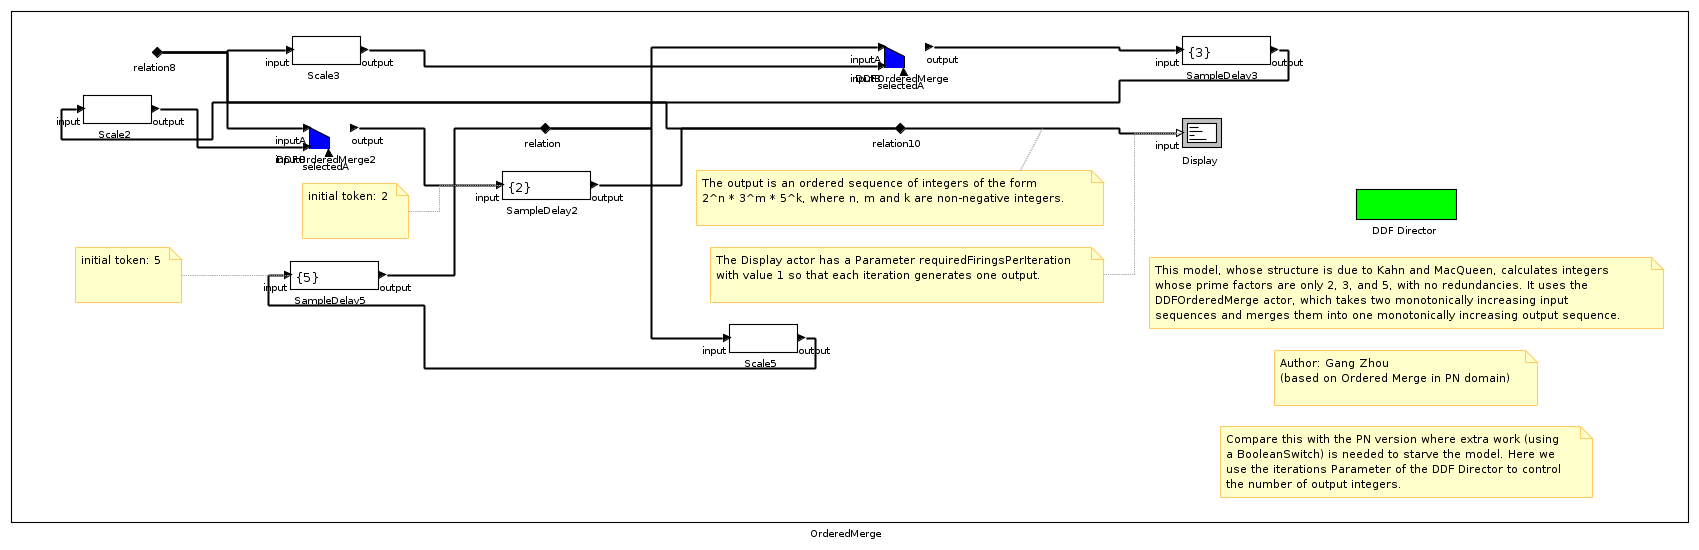 relation8
input
Scale3
output
inputA
DDFOrderedMerge
selectedA
output
input
{3}
SampleDelay3
output
input
Scale2
output
inputA
DDFOrderedMerge2
selectedA
output
relation
relation10
input
Display
initial token: 2
input
{2}
SampleDelay2
output
The output is an ordered sequence of integers of the form
2^n * 3^m * 5^k, where n, m and k are non-negative integers.
DDF Director
initial token: 5
input
{5}
SampleDelay5
output
The Display actor has a Parameter requiredFiringsPerIteration
with value 1 so that each iteration generates one output.
This model, whose structure is due to Kahn and MacQueen, calculates integers
whose prime factors are only 2, 3, and 5, with no redundancies. It uses the
DDFOrderedMerge actor, which takes two monotonically increasing input
sequences and merges them into one monotonically increasing output sequence.
input
Scale5
output
Author: Gang Zhou
(based on Ordered Merge in PN domain)
Compare this with the PN version where extra work (using
a BooleanSwitch) is needed to starve the model. Here we
use the iterations Parameter of the DDF Director to control
the number of output integers.
OrderedMerge